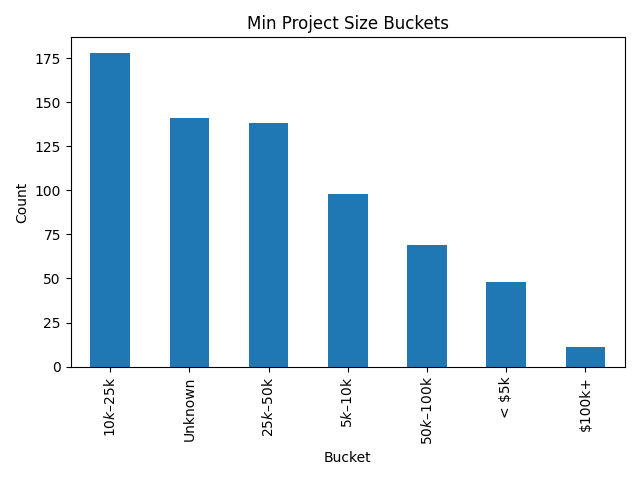 Min Project Size Buckets
175
150
125
100
75
50
25
0
Count
10k–25k
Unknown
25k–50k
5k–10k
50k–100k
< $5k
$100k+
Bucket